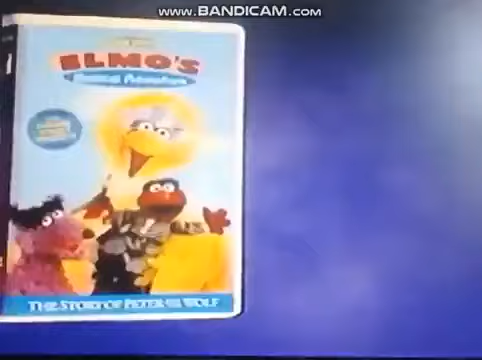 www.BANDICAM.com
ELMO'S
Musical Adventure
THE STORY OF PETER AND THE WOLF